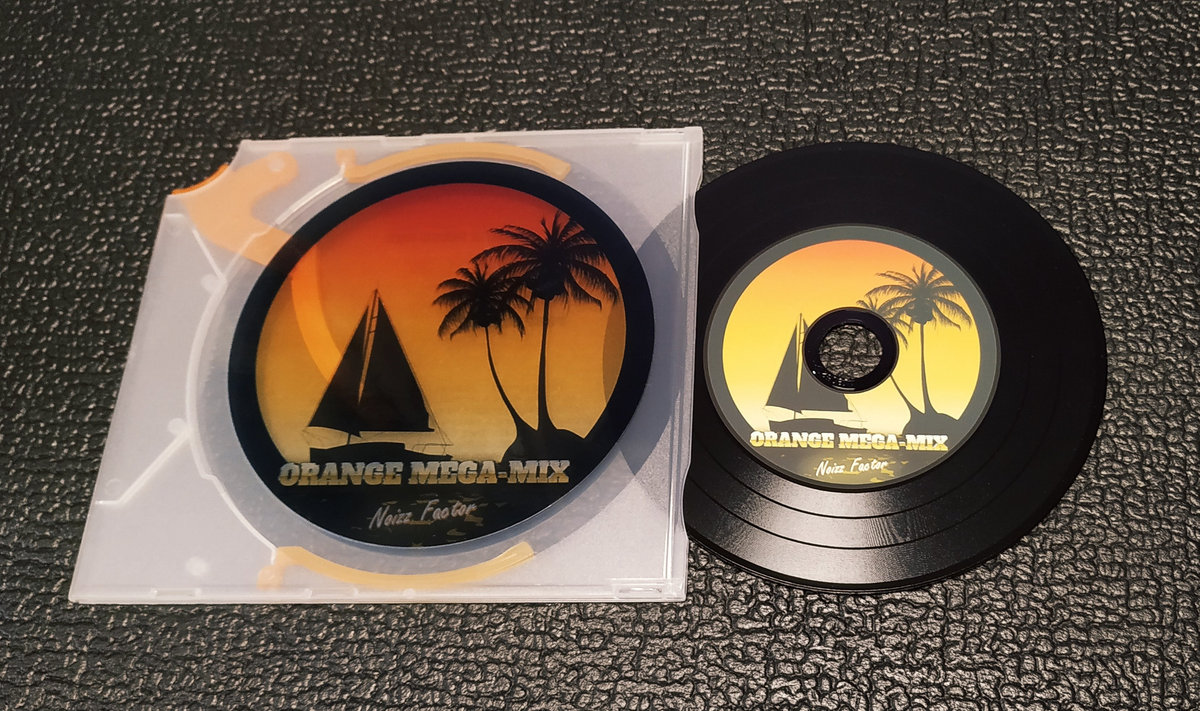 ORANGE MEGA-MIX
Noizz Factor
ORANGE MEGA-MIX
Noizz Factor